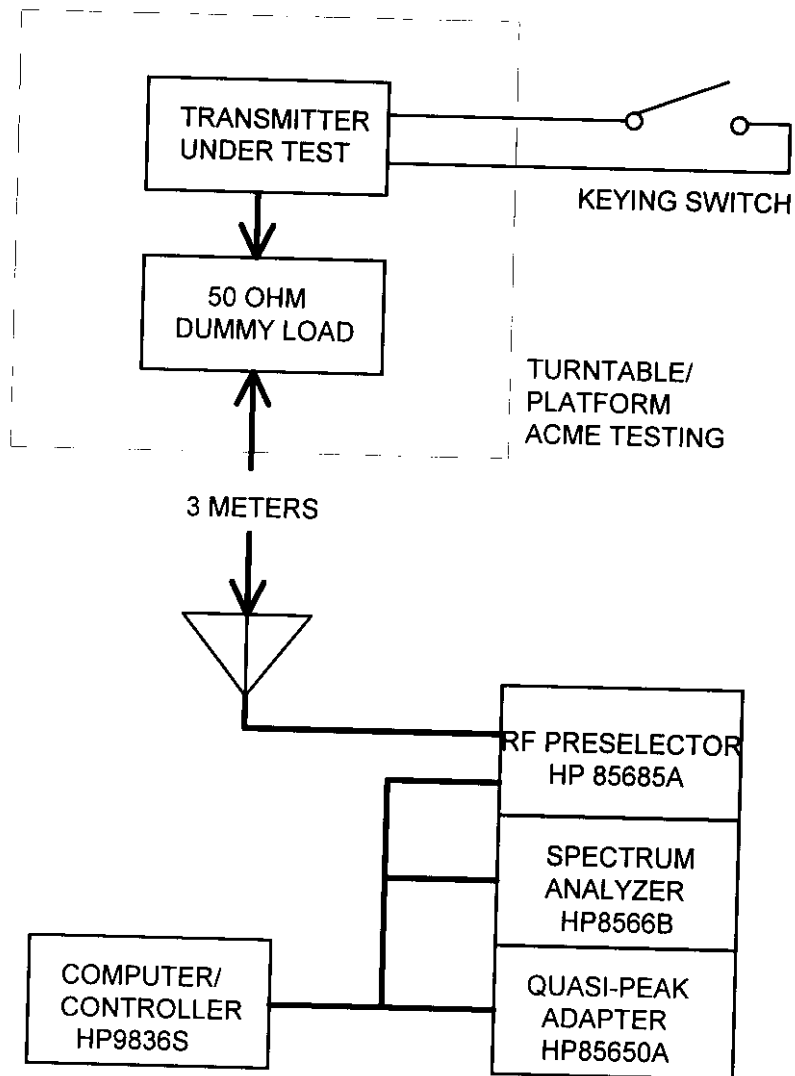 TRANSMITTER
UNDER TEST
KEYING SWITCH
50 OHM
DUMMY LOAD
TURNTABLE/
PLATFORM
ACME TESTING
3 METERS
RF PRESELECTOR
HP 85685A
SPECTRUM
ANALYZER
HP8566B
COMPUTER/
CONTROLLER
HP9836S
QUASI-PEAK
ADAPTER
HP85650A